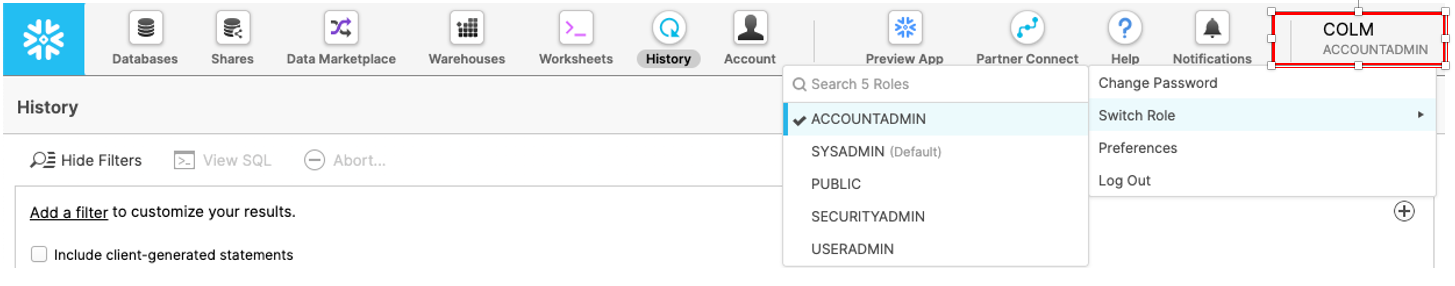 COLM
ACCOUNTADMIN
Databases
Shares
Data Marketplace
Warehouses
Worksheets
History
Account
Preview App
Partner Connect
Help
Notifications
Search 5 Roles
ACCOUNTADMIN
SYSADMIN (Default)
PUBLIC
SECURITYADMIN
USERADMIN
Change Password
Switch Role
Preferences
Log Out
History
Hide Filters
View SQL
Abort...
Add a filter to customize your results.
Include client-generated statements